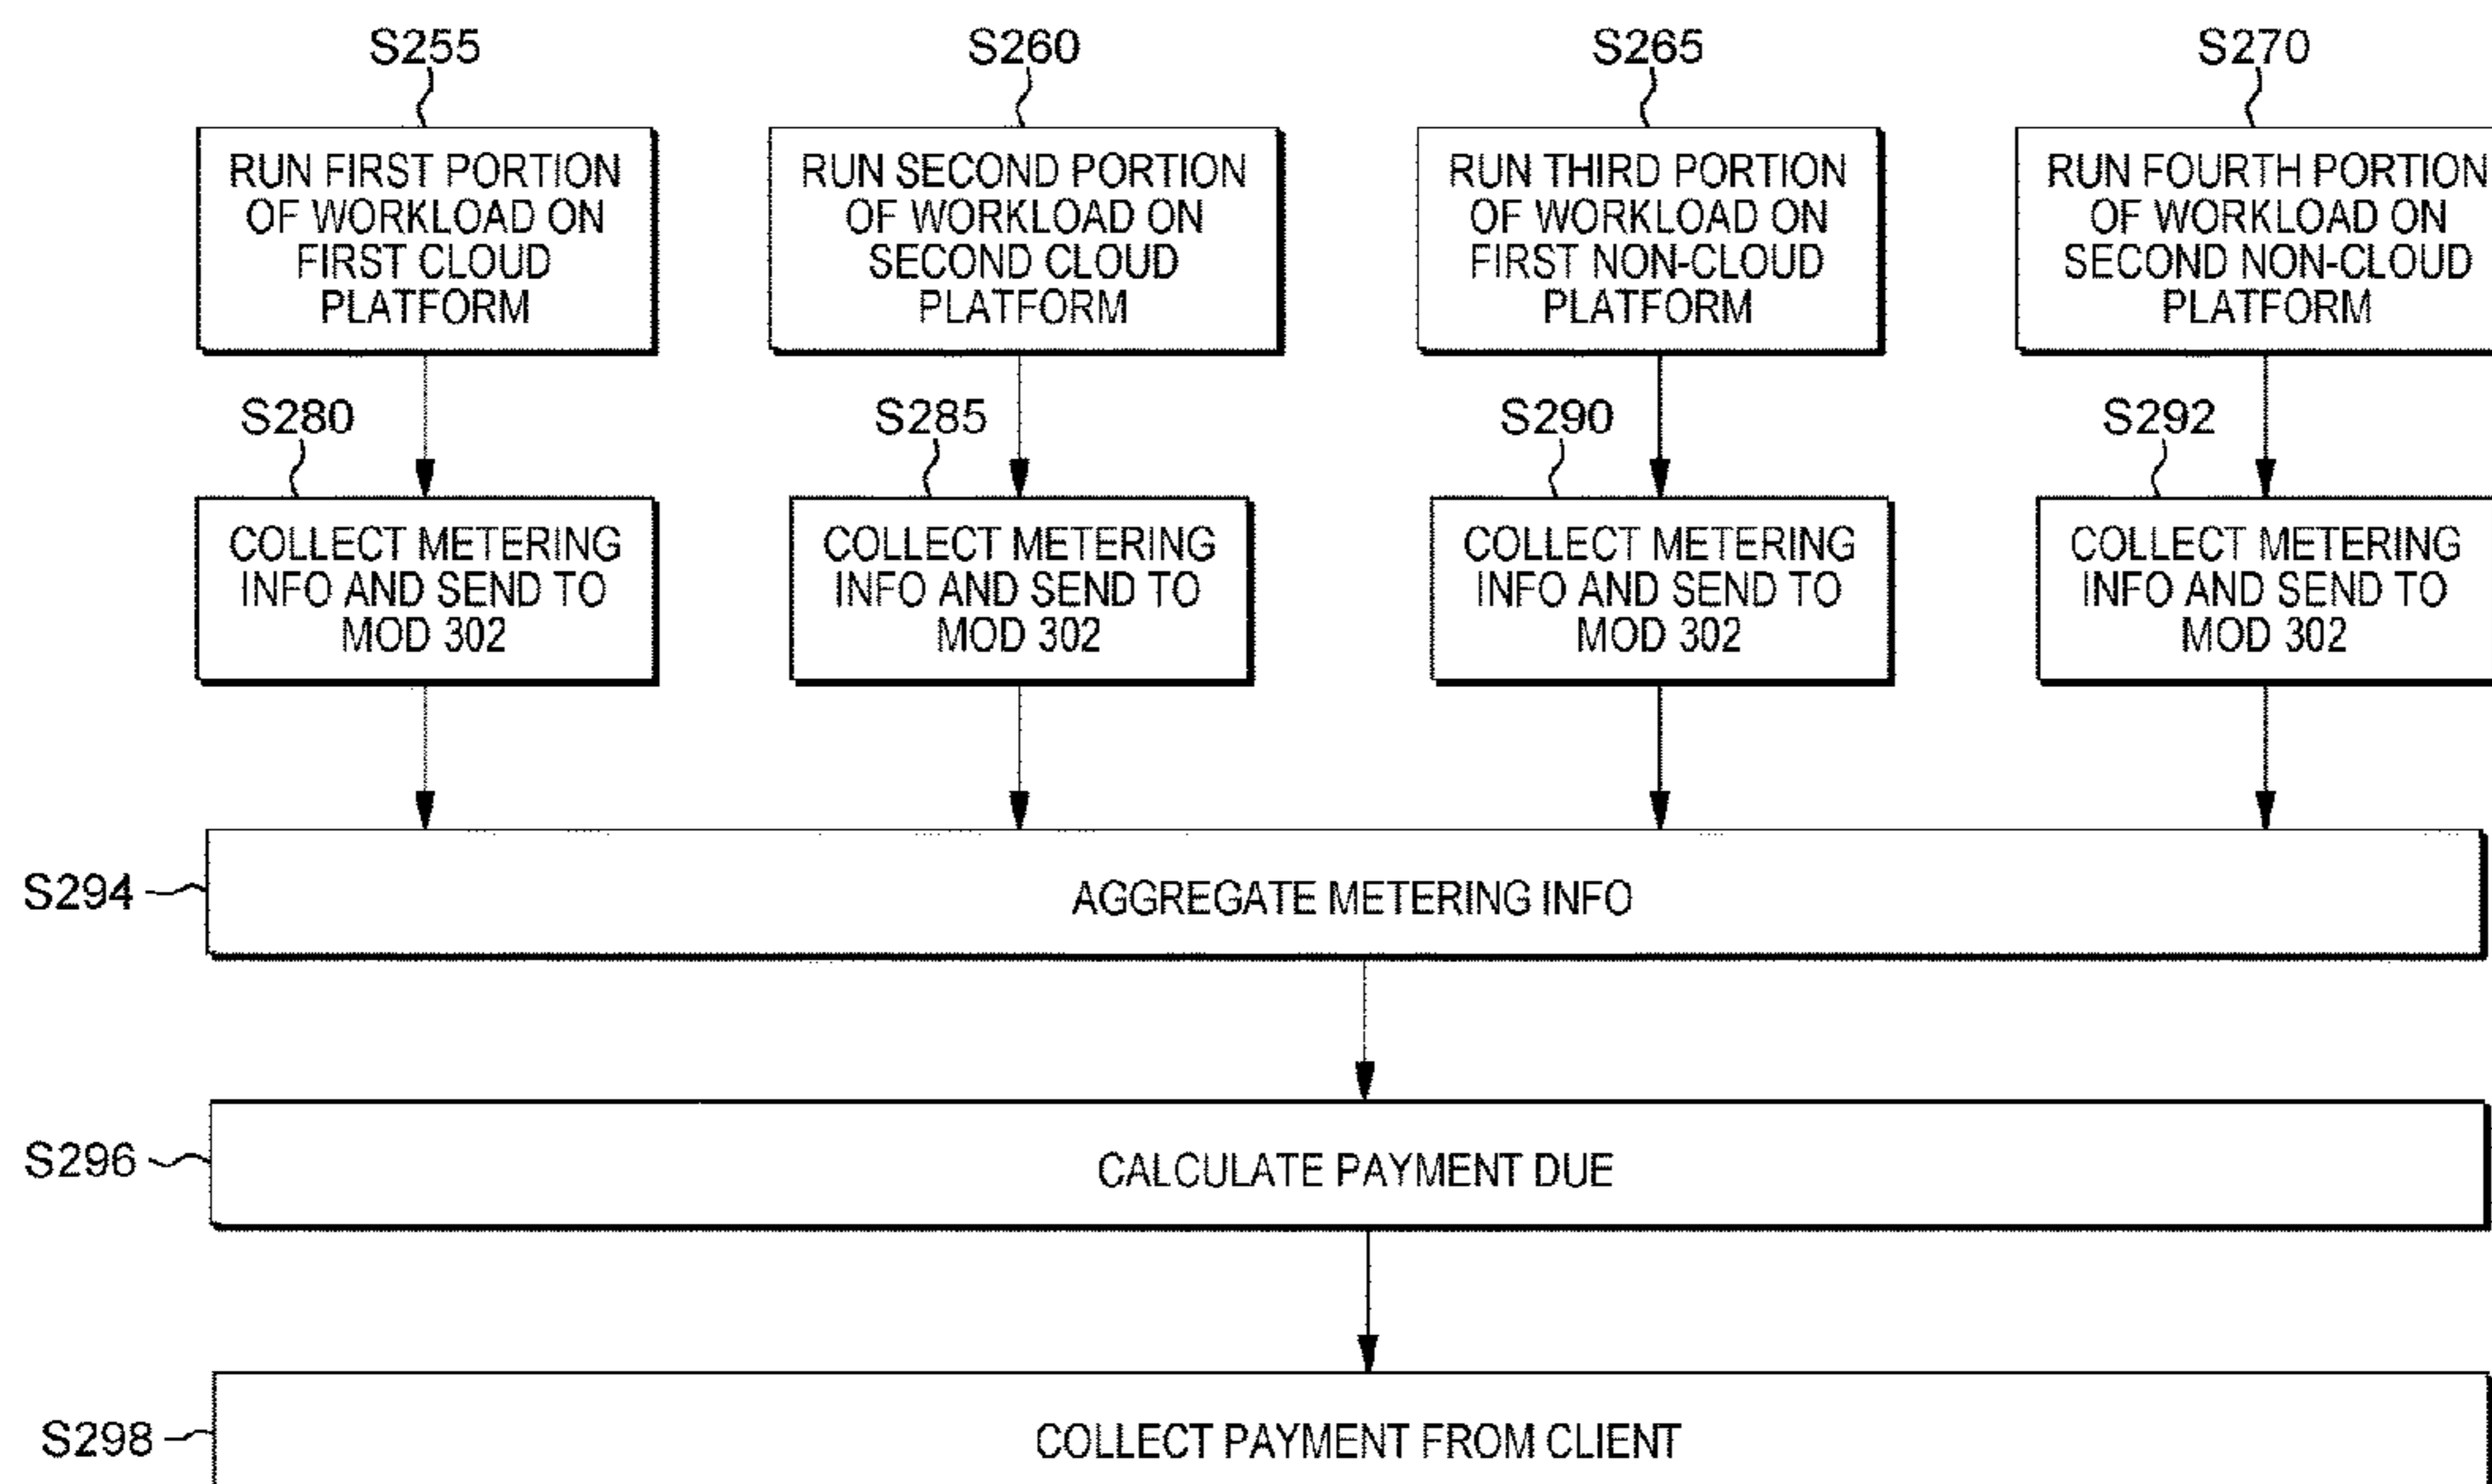 S255
S260
S265
S270
RUN FIRST PORTION
OF WORKLOAD ON
FIRST CLOUD
PLATFORM
RUN SECOND PORTION
OF WORKLOAD ON
SECOND CLOUD
PLATFORM
RUN THIRD PORTION
OF WORKLOAD ON
FIRST NON-CLOUD
PLATFORM
RUN FOURTH PORTION
OF WORKLOAD ON
SECOND NON-CLOUD
PLATFORM
S280
S285
S290
S292
COLLECT METERING
INFO AND SEND TO
MOD 302
COLLECT METERING
INFO AND SEND TO
MOD 302
COLLECT METERING
INFO AND SEND TO
MOD 302
COLLECT METERING
INFO AND SEND TO
MOD 302
S294
AGGREGATE METERING INFO
S296
CALCULATE PAYMENT DUE
S298
COLLECT PAYMENT FROM CLIENT